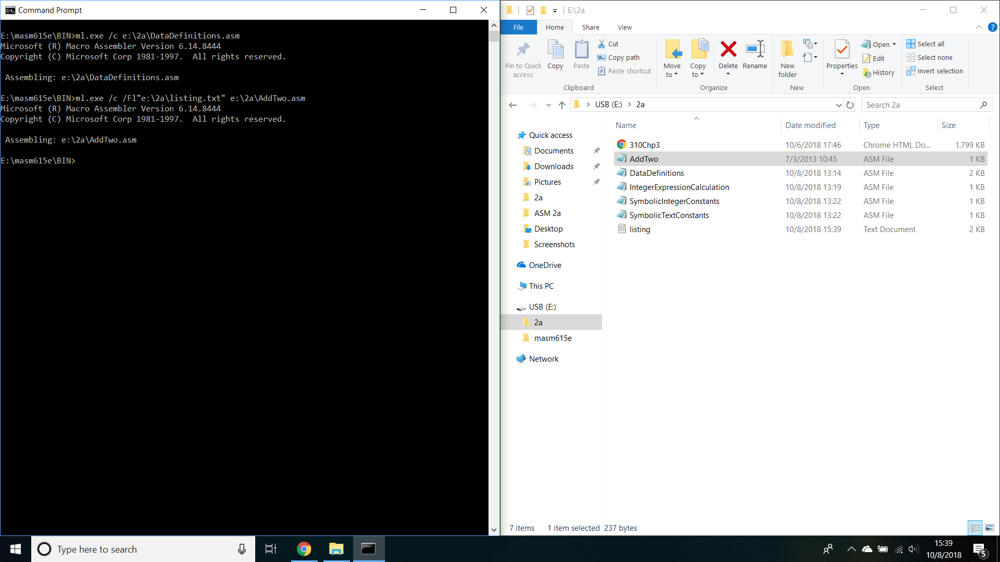 Command Prompt
E:\masm615e\BIN>ml.exe /c e:\2a\DataDefinitions.asm
Microsoft (R) Macro Assembler Version 6.14.8444
Copyright (C) Microsoft Corp 1981-1997.  All rights reserved.
Assembling: e:\2a\DataDefinitions.asm
E:\masm615e\BIN>ml.exe /c /Fl"e:\2a\listing.txt" e:\2a\AddTwo.asm
Microsoft (R) Macro Assembler Version 6.14.8444
Copyright (C) Microsoft Corp 1981-1997.  All rights reserved.
Assembling: e:\2a\AddTwo.asm
E:\masm615e\BIN>
E:\2a
File Home Share View
Pin to Quick access
Copy
Paste
Cut
Copy path
Paste shortcut
Clipboard
Move to
Copy to
Delete
Rename
Organize
New folder
New
Properties
Open
Edit
History
Open
Select all
Select none
Invert selection
Select
USB (E:) 2a
Search 2a
Quick access
Documents
Downloads
Pictures
2a
ASM 2a
Desktop
Screenshots
OneDrive
This PC
USB (E:)
2a
masm615e
Network
Name Date modified Type Size
310Chp3 10/6/2018 17:46 Chrome HTML Do... 1,799 KB
AddTwo 7/3/2013 10:45 ASM File 1 KB
DataDefinitions 10/8/2018 13:14 ASM File 2 KB
IntegerExpressionCalculation 10/8/2018 13:19 ASM File 1 KB
SymbolicIntegerConstants 10/8/2018 13:22 ASM File 1 KB
SymbolicTextConstants 10/8/2018 13:22 ASM File 1 KB
listing 10/8/2018 15:39 Text Document 2 KB
7 items 1 item selected 237 bytes
Type here to search
15:39
10/8/2018
5